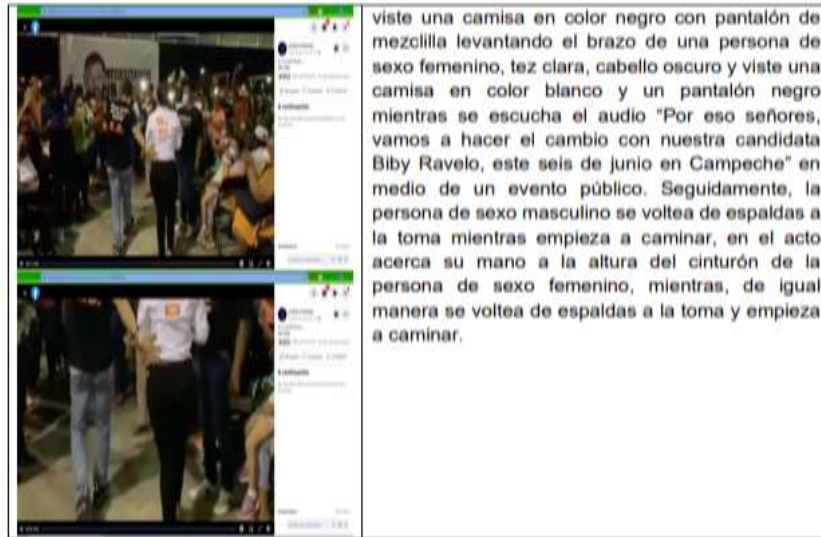 viste una camisa en color negro con pantalón de
mezclilla levantando el brazo de una persona de
sexo femenino, tez clara, cabello oscuro y viste una
camisa en color blanco y un pantalón negro
mientras se escucha el audio "Por eso señores,
vamos a hacer el cambio con nuestra candidata
Biby Ravelo, este seis de junio en Campeche" en
medio de un evento público. Seguidamente, la
persona de sexo masculino se voltea de espaldas a
la toma mientras empieza a caminar, en el acto
acerca su mano a la altura del cinturón de la
persona de sexo femenino, mientras, de igual
manera se voltea de espaldas a la toma y empieza
a caminar.